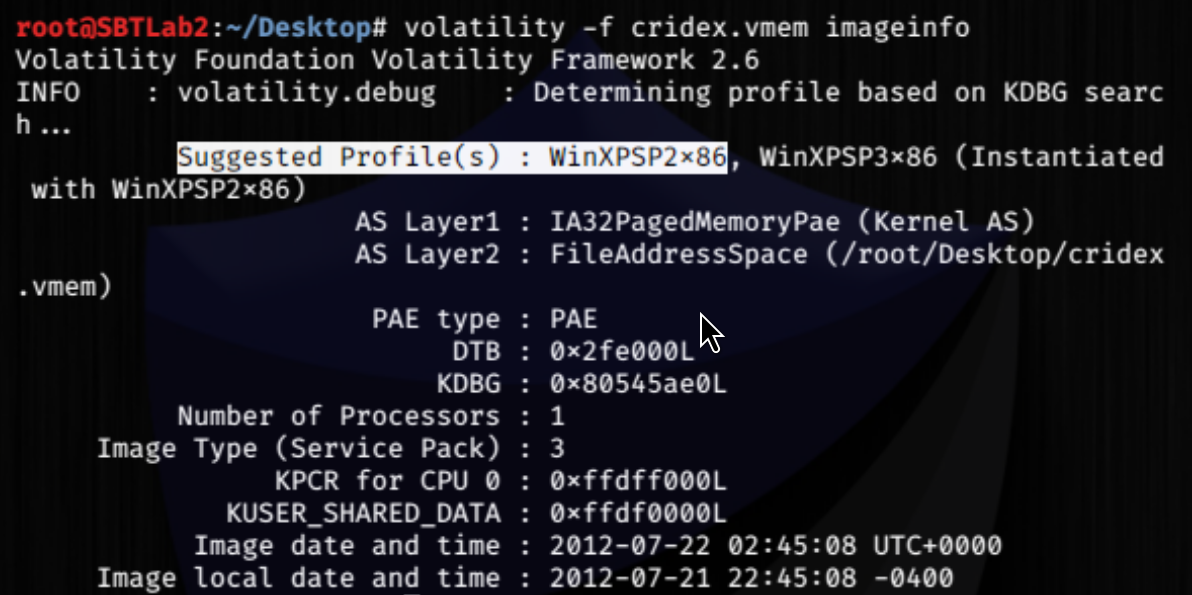 root@SBTLab2:~/Desktop# volatility -f cridex.vmem imageinfo
Volatility Foundation Volatility Framework 2.6
INFO    : volatility.debug    : Determining profile based on KDBG searc
h...
Suggested Profile(s) : WinXPSP2x86, WinXPSP3x86 (Instantiated
with WinXPSP2x86)
AS Layer1 : IA32PagedMemoryPae (Kernel AS)
AS Layer2 : FileAddressSpace (/root/Desktop/cridex
.vmem)
PAE type : PAE
DTB : 0x2fe000L
KDBG : 0x80545ae0L
Number of Processors : 1
Image Type (Service Pack) : 3
KPCR for CPU 0 : 0xffdff000L
KUSER_SHARED_DATA : 0xffdf0000L
Image date and time : 2012-07-22 02:45:08 UTC+0000
Image local date and time : 2012-07-21 22:45:08 -0400